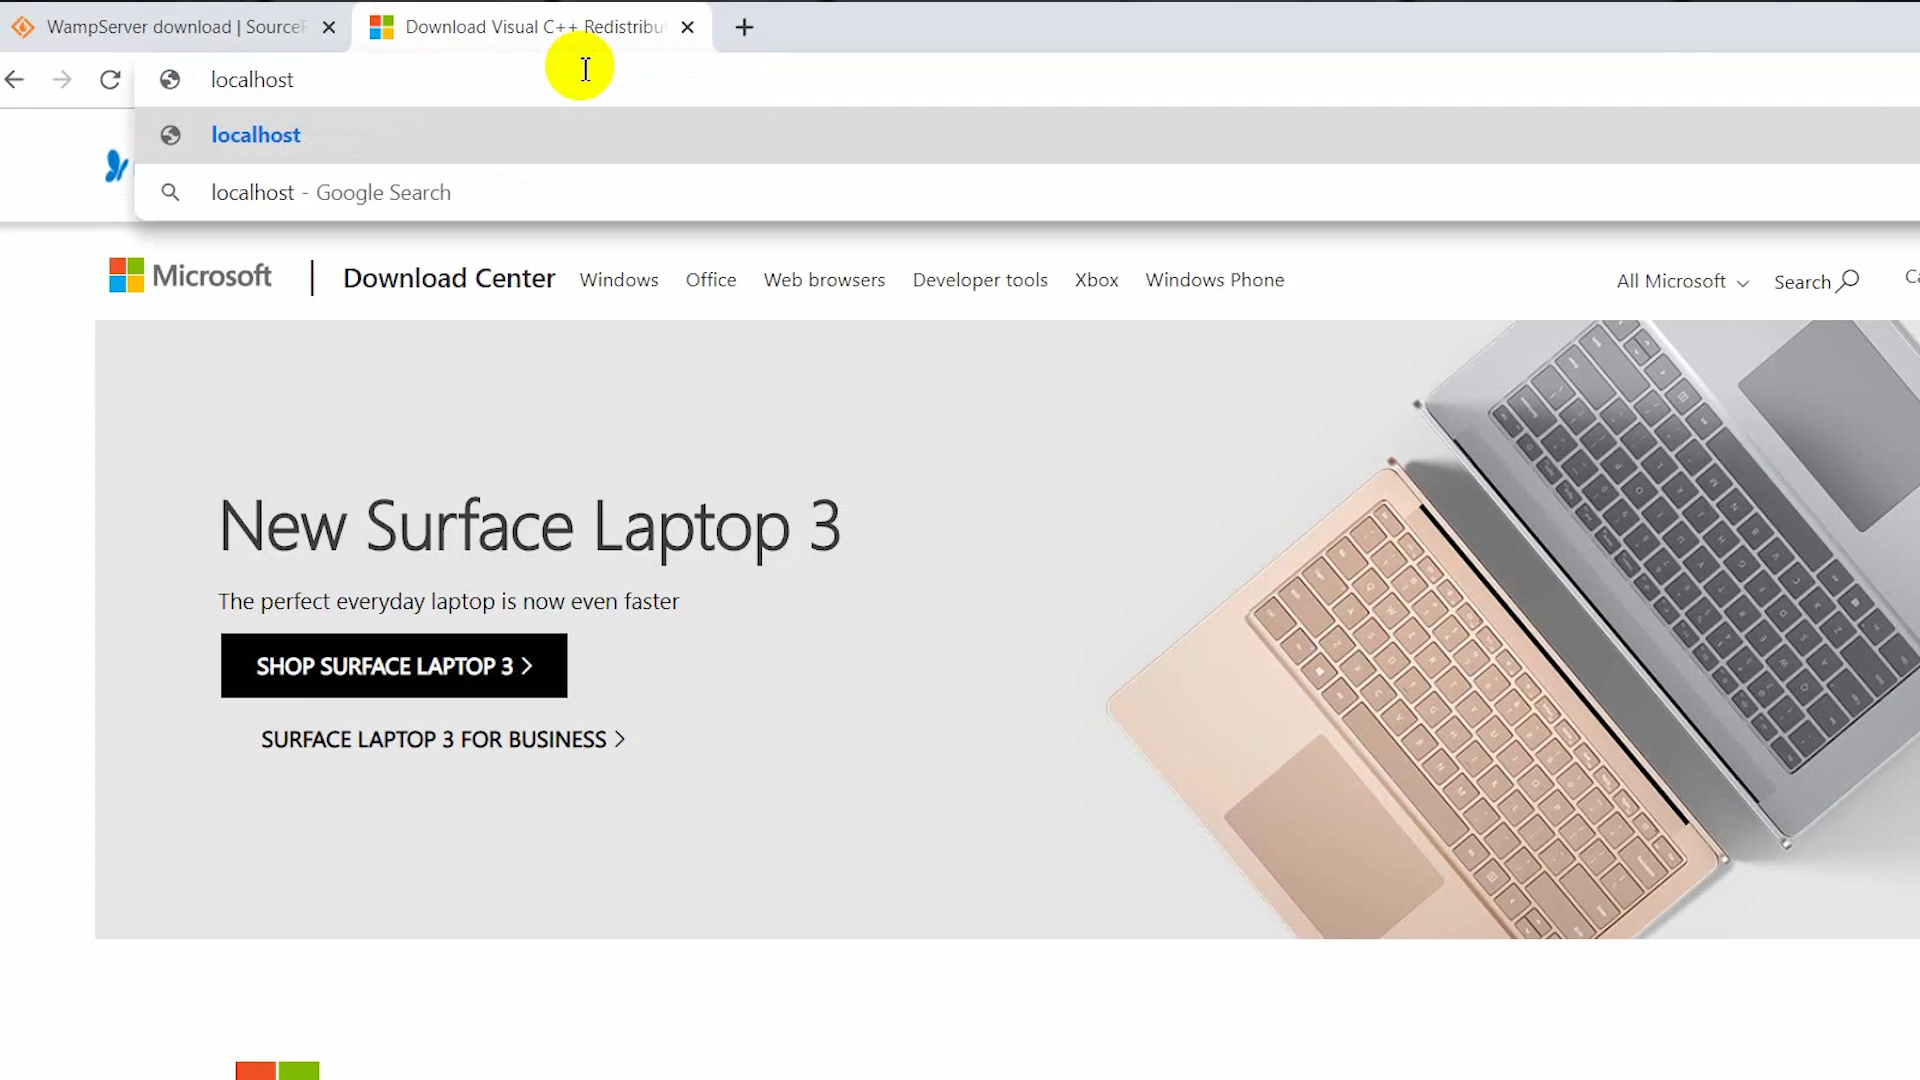 WampServer download | SourceF
Download Visual C++ Redistribut
localhost
localhost
localhost - Google Search
Microsoft | Download Center Windows Office Web browsers Developer tools Xbox Windows Phone All Microsoft Search Ca
New Surface Laptop 3
The perfect everyday laptop is now even faster
SHOP SURFACE LAPTOP 3 >
SURFACE LAPTOP 3 FOR BUSINESS >